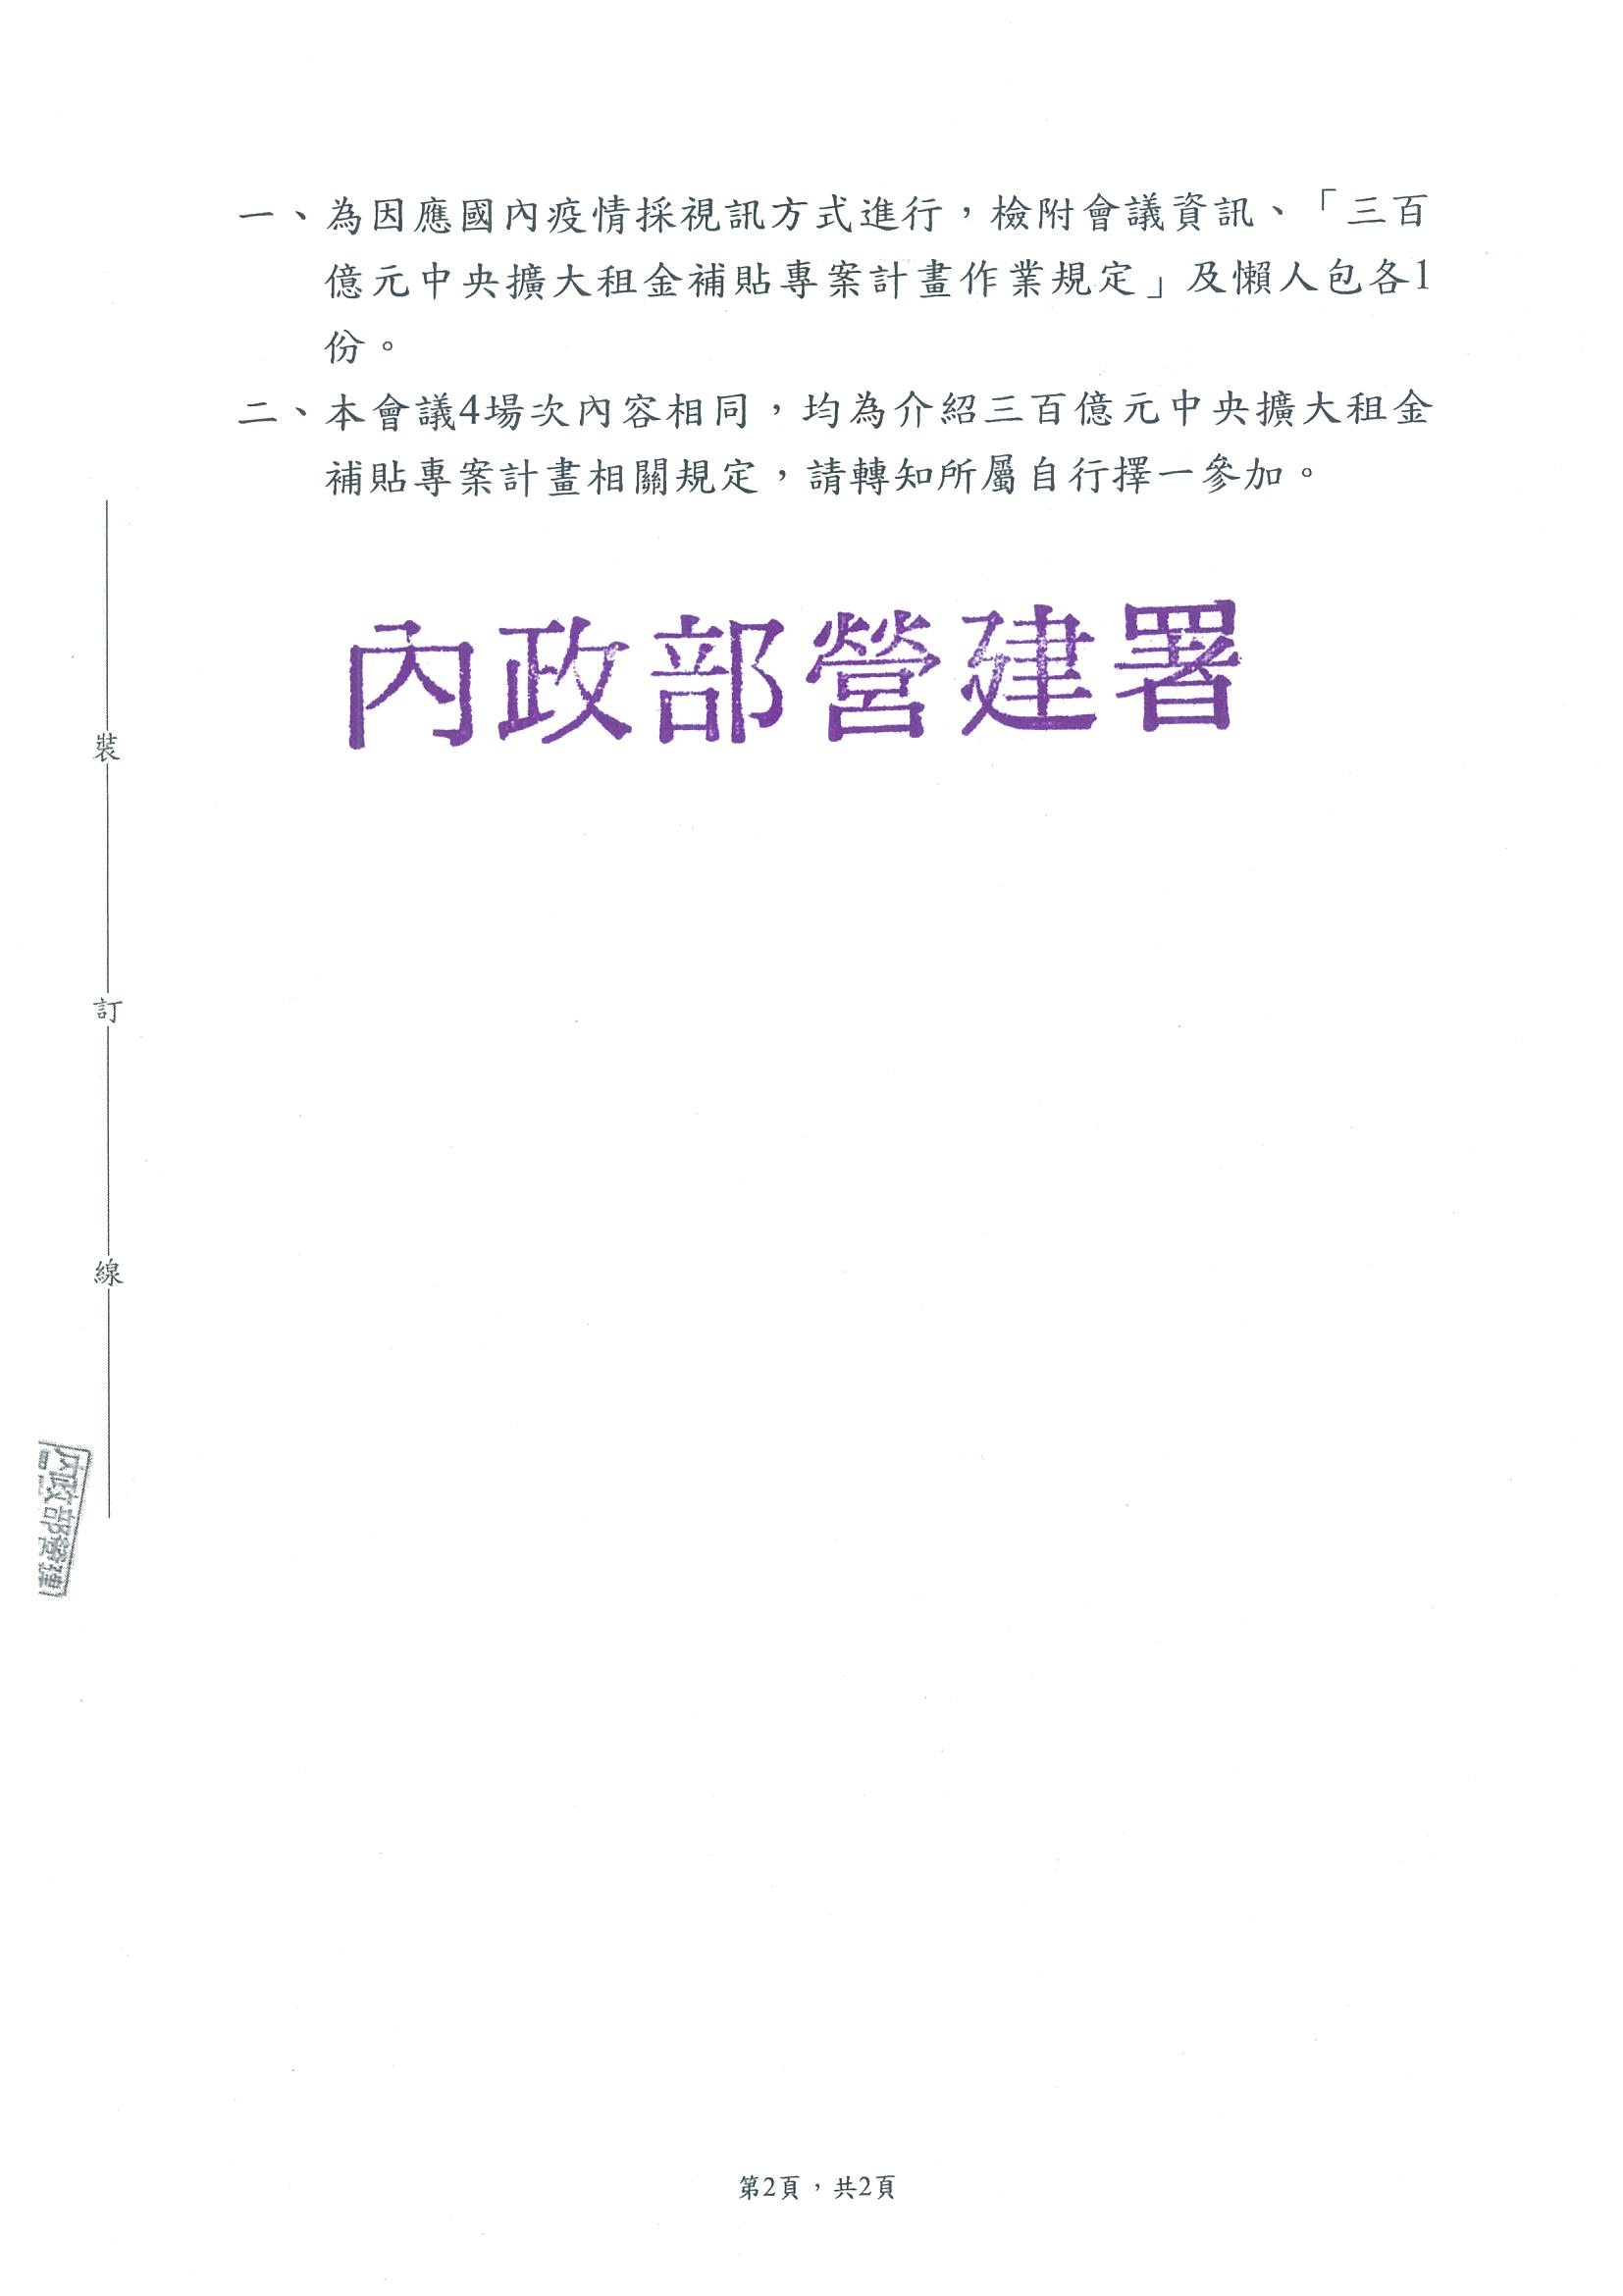 一、為因應國內疫情採視訊方式進行，檢附會議資訊、「三百
億元中央擴大租金補貼專案計畫作業規定」及懶人包各1
份。
二、本會議4場次內容相同，均為介紹三百億元中央擴大租金
補貼專案計畫相關規定，請轉知所屬自行擇一參加。
內政部營建署
裝
訂
線
內政部營建
第2頁，共2頁